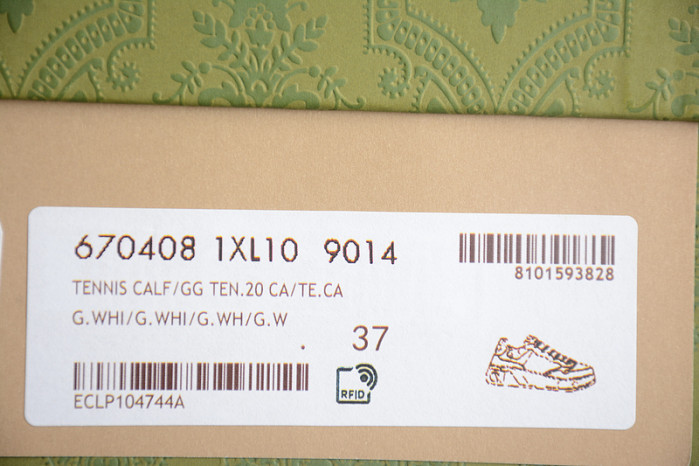 670408 1XL10 9014
8101593828
TENNIS CALF/GG TEN.20 CA/TE.CA
G.WHI/G.WHI/G.WH/G.W
. 37
RFID
ECLP104744A